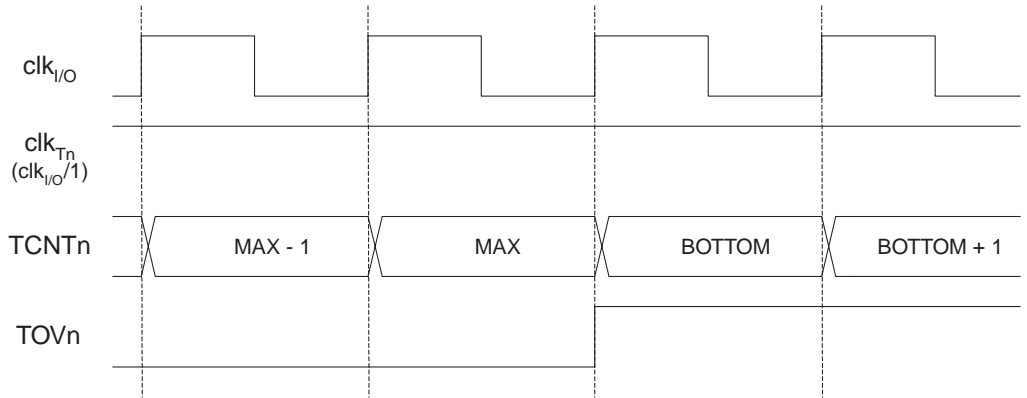 clkI/O
clkTn
(clkI/O/1)
TCNTn MAX - 1 MAX BOTTOM BOTTOM + 1
TOVn